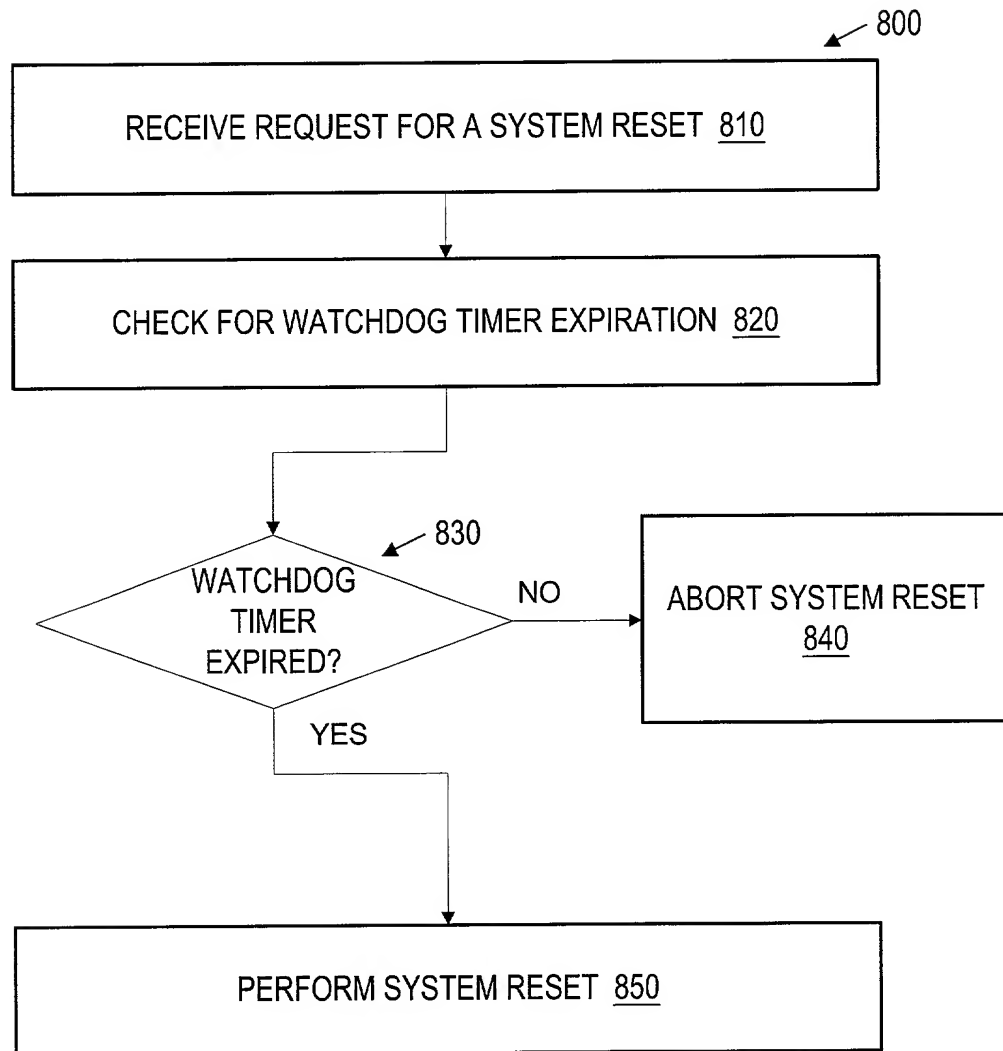 800
RECEIVE REQUEST FOR A SYSTEM RESET 810
CHECK FOR WATCHDOG TIMER EXPIRATION 820
830
WATCHDOG
TIMER
EXPIRED?
NO
ABORT SYSTEM RESET
840
YES
PERFORM SYSTEM RESET 850